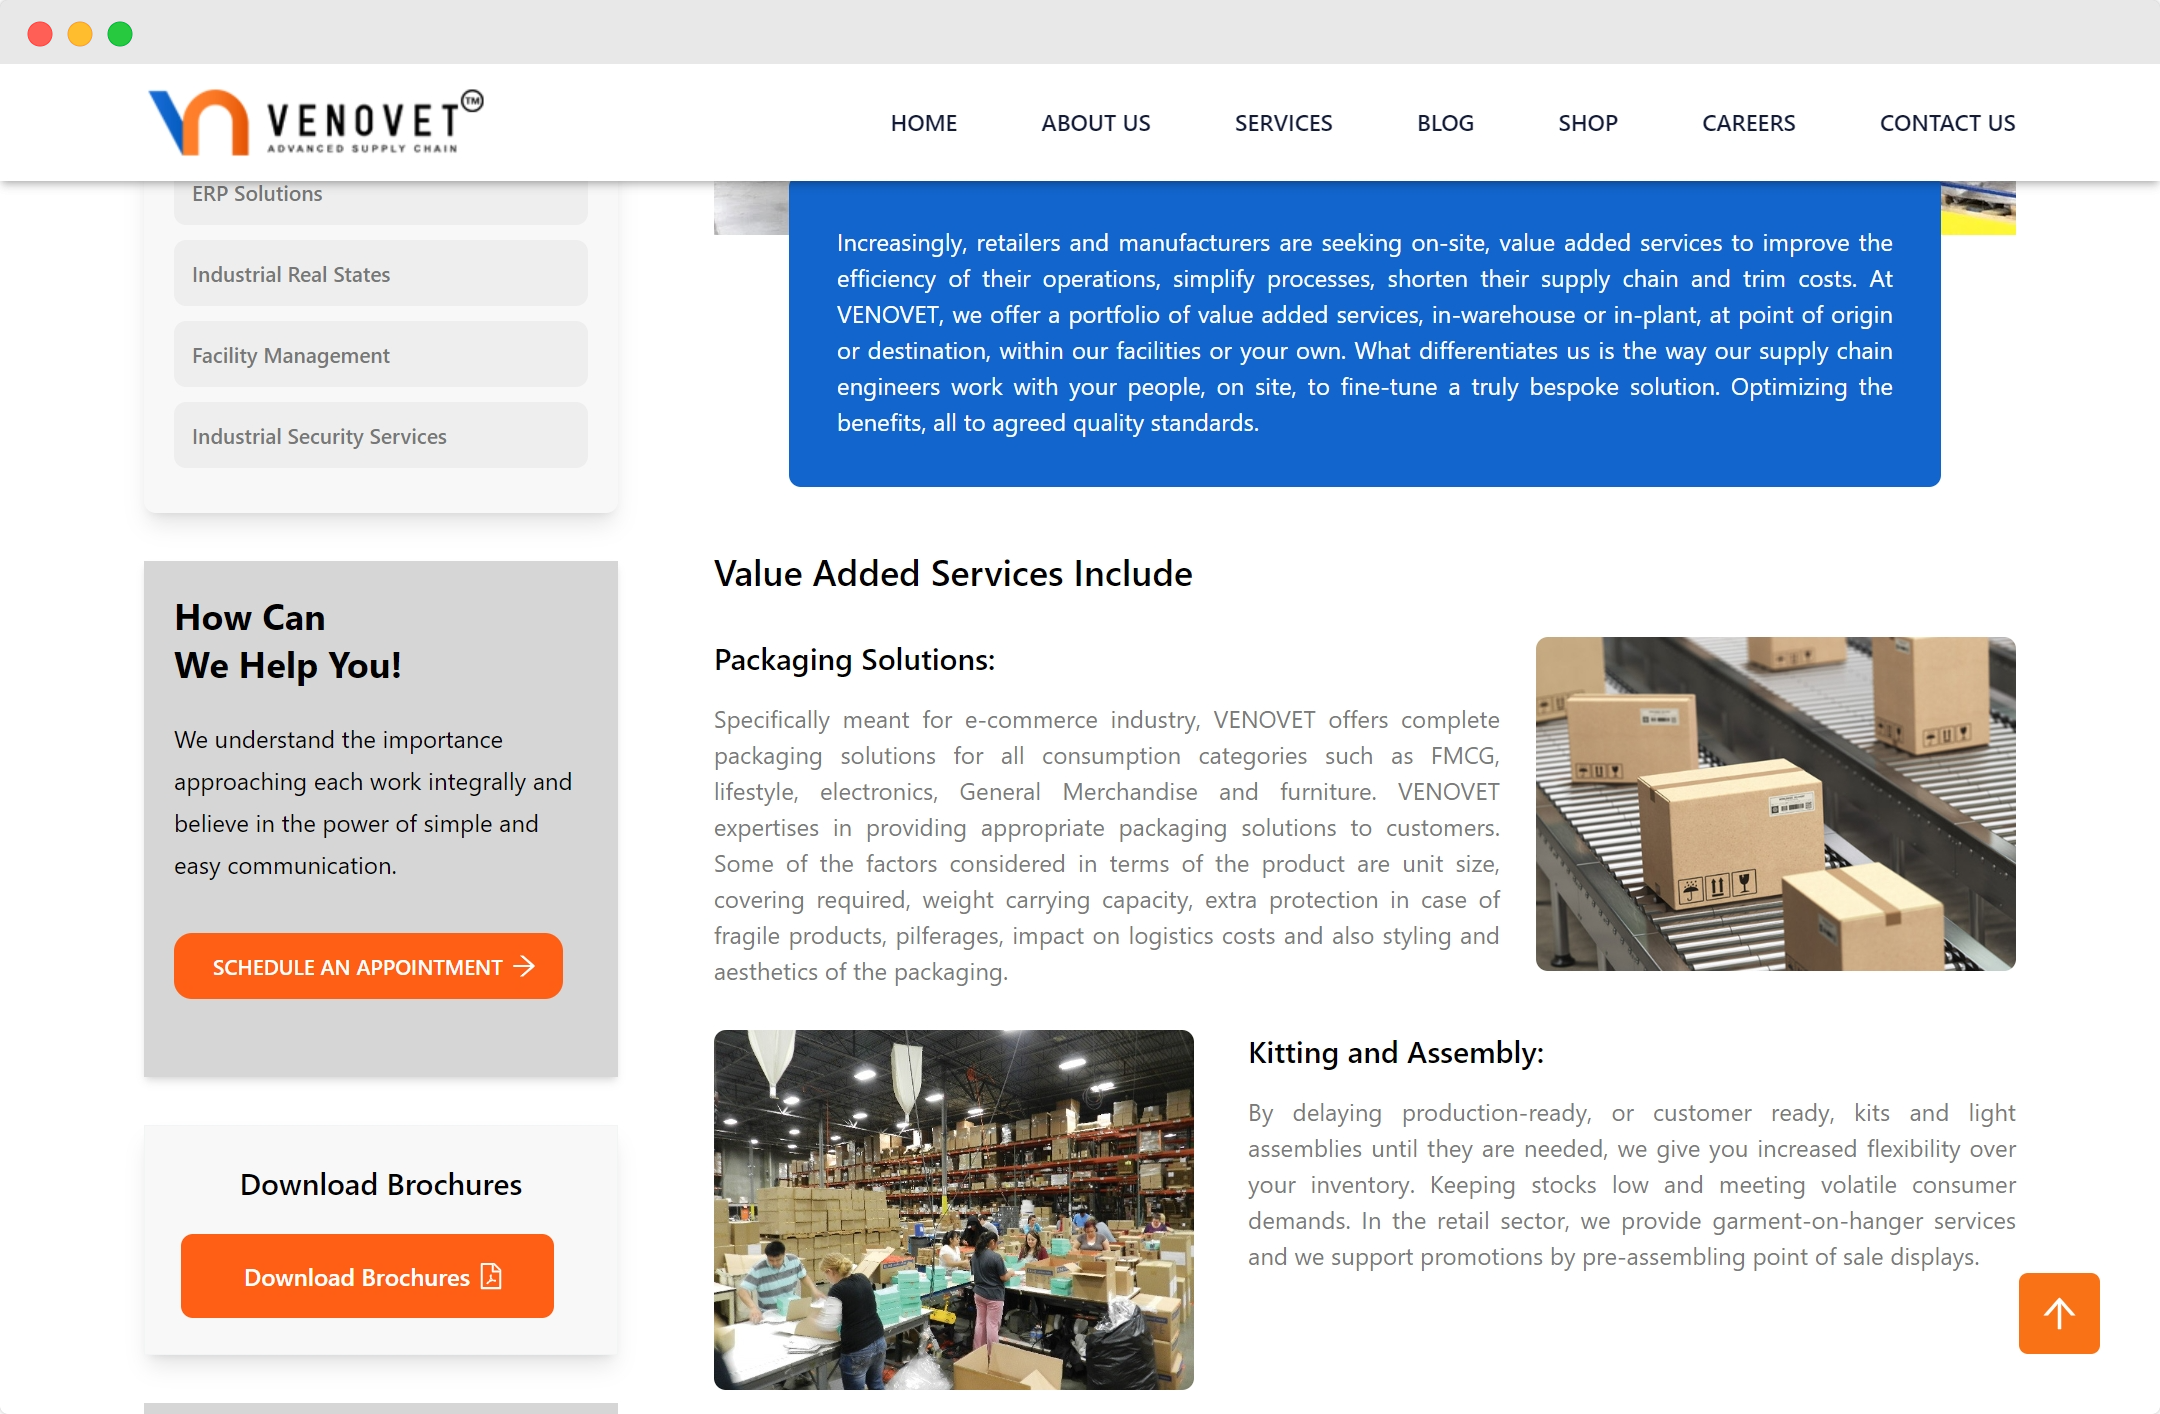 VENOVET TM
ADVANCED SUPPLY CHAIN
HOME ABOUT US SERVICES BLOG SHOP CAREERS CONTACT US
ERP Solutions
Industrial Real States
Facility Management
Industrial Security Services
How Can
We Help You!
We understand the importance
approaching each work integrally and
believe in the power of simple and
easy communication.
SCHEDULE AN APPOINTMENT
Download Brochures
Download Brochures
Increasingly, retailers and manufacturers are seeking on-site, value added services to improve the
efficiency of their operations, simplify processes, shorten their supply chain and trim costs. At
VENOVET, we offer a portfolio of value added services, in-warehouse or in-plant, at point of origin
or destination, within our facilities or your own. What differentiates us is the way our supply chain
engineers work with your people, on site, to fine-tune a truly bespoke solution. Optimizing the
benefits, all to agreed quality standards.
Value Added Services Include
Packaging Solutions:
Specifically meant for e-commerce industry, VENOVET offers complete
packaging solutions for all consumption categories such as FMCG,
lifestyle, electronics, General Merchandise and furniture. VENOVET
expertises in providing appropriate packaging solutions to customers.
Some of the factors considered in terms of the product are unit size,
covering required, weight carrying capacity, extra protection in case of
fragile products, pilferages, impact on logistics costs and also styling and
aesthetics of the packaging.
Kitting and Assembly:
By delaying production-ready, or customer ready, kits and light
assemblies until they are needed, we give you increased flexibility over
your inventory. Keeping stocks low and meeting volatile consumer
demands. In the retail sector, we provide garment-on-hanger services
and we support promotions by pre-assembling point of sale displays.